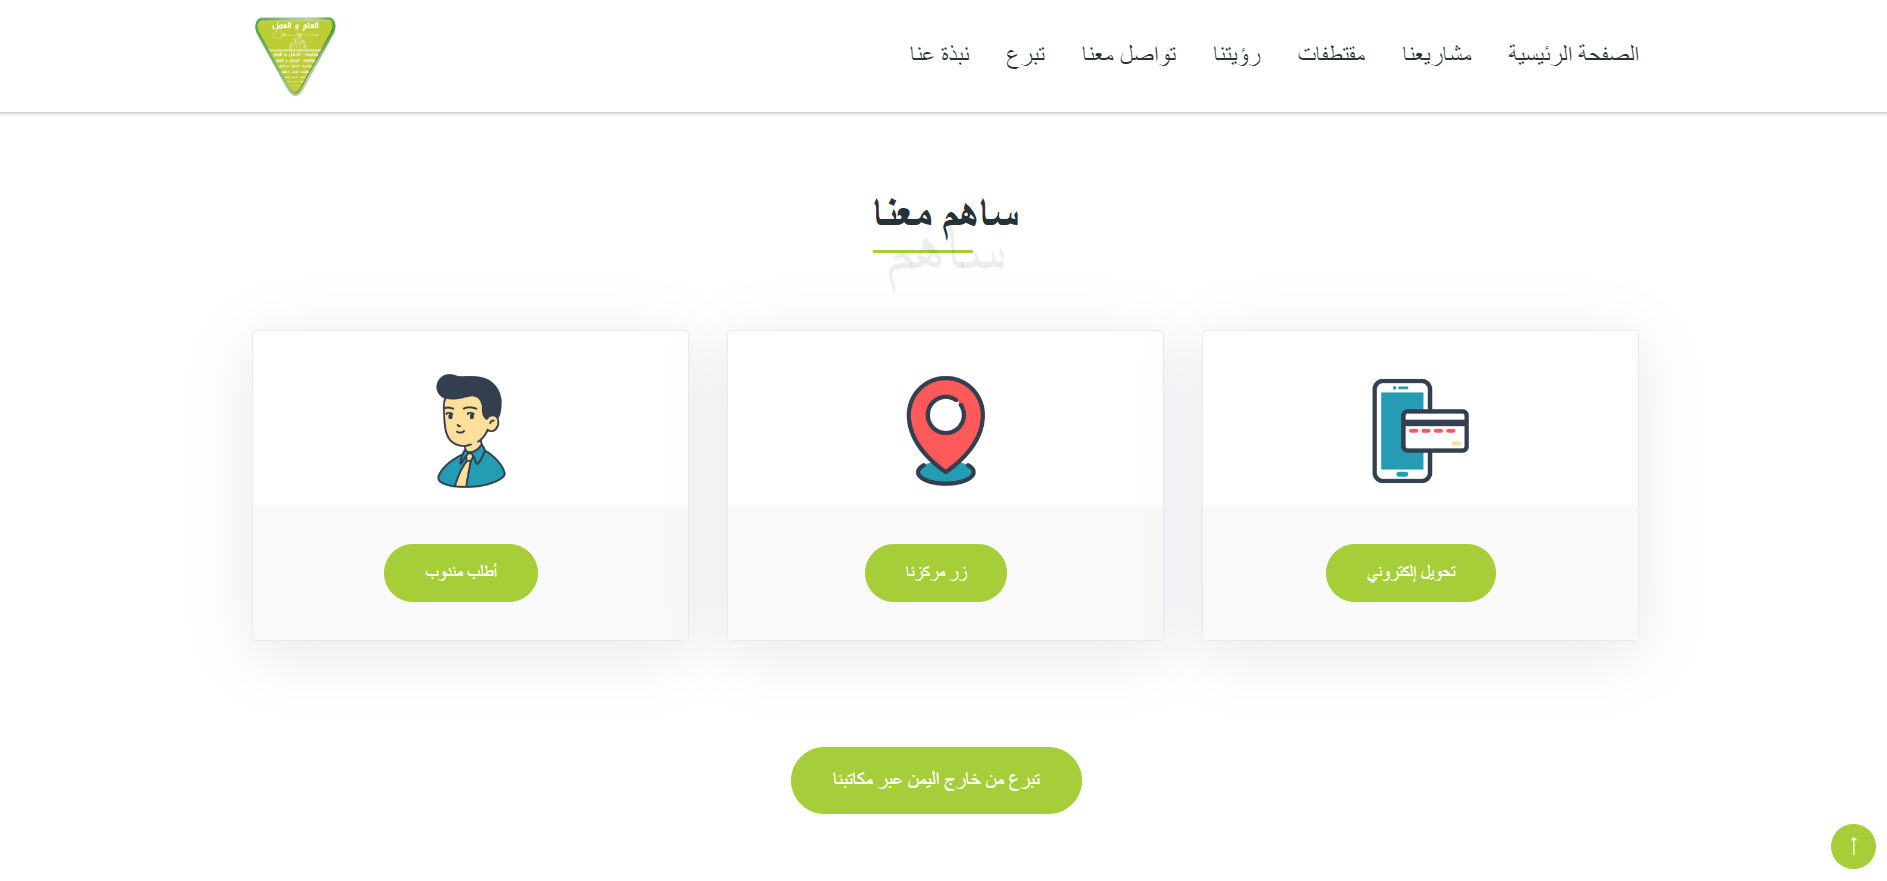 العلم و العمل
الصفحة الرئيسية
مشاريعنا
مقتطفات
رؤيتنا
تواصل معنا
تبرع
نبذة عنا
ساهم معنا
ساهم
تحويل إلكتروني
زر مركزنا
أطلب مندوب
تبرع من خارج اليمن عبر مكاتبنا
↑